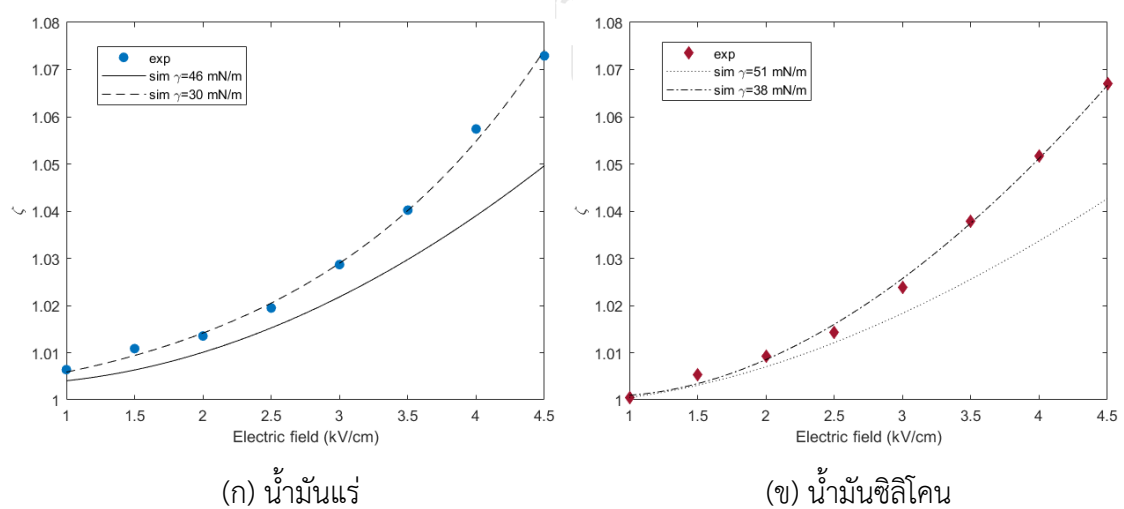 1.08
1.07
1.06
1.05
1.04
1.03
1.02
1.01
1
ζ
exp
sim γ=46 mN/m
sim γ=30 mN/m
1 1.5 2 2.5 3 3.5 4 4.5
Electric field (kV/cm)
(ก) น้ำมันแร่
1.08
1.07
1.06
1.05
1.04
1.03
1.02
1.01
1
ζ
exp
sim γ=51 mN/m
sim γ=38 mN/m
1 1.5 2 2.5 3 3.5 4 4.5
Electric field (kV/cm)
(ข) น้ำมันซิลิโคน